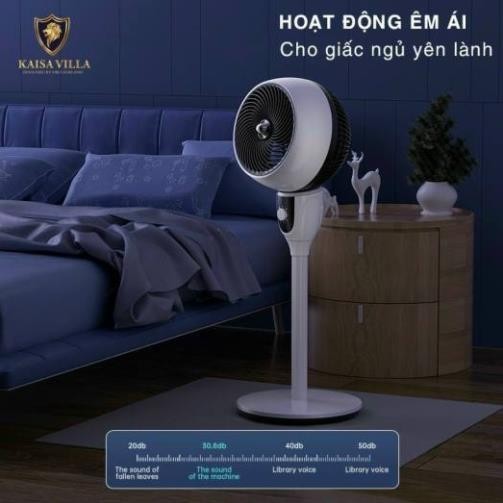 HOẠT ĐỘNG ÊM ÁI
Cho giấc ngủ yên lành
KAISA VILLA
20db 30.8db 40db 50db
The sound of fallen leaves
The sound of the machine
Library voice
Library voice